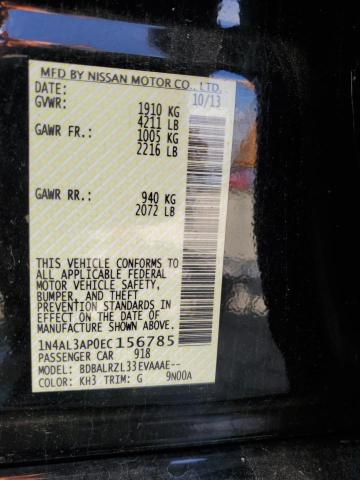 MFD BY NISSAN MOTOR CO., LTD.
DATE: 10/13
GVWR: 1910 KG
4211 LB
GAWR FR.: 1005 KG
2216 LB
GAWR RR.: 940 KG
2072 LB
THIS VEHICLE CONFORMS TO
ALL APPLICABLE FEDERAL
MOTOR VEHICLE SAFETY,
BUMPER, AND THEFT
PREVENTION STANDARDS IN
EFFECT ON THE DATE OF
MANUFACTURE SHOWN ABOVE.
1N4AL3AP0EC156785
PASSENGER CAR 918
MODEL: BDBALRZL33EVAAAE--
COLOR: KH3 TRIM: G 9N00A